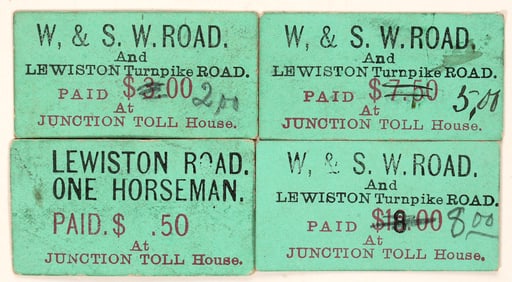 W, & S. W. ROAD.
And
LEWISTON Turnpike ROAD.
PAID $3.00 2,00
At
JUNCTION TOLL House.
W, & S. W. ROAD.
And
LEWISTON Turnpike ROAD.
PAID $7.50 5,00
At
JUNCTION TOLL House.
LEWISTON ROAD.
ONE HORSEMAN.
PAID. $ .50
At
JUNCTION TOLL House.
W, & S. W. ROAD.
And
LEWISTON Turnpike ROAD.
PAID 8 .00 8.00
At
JUNCTION TOLL House.